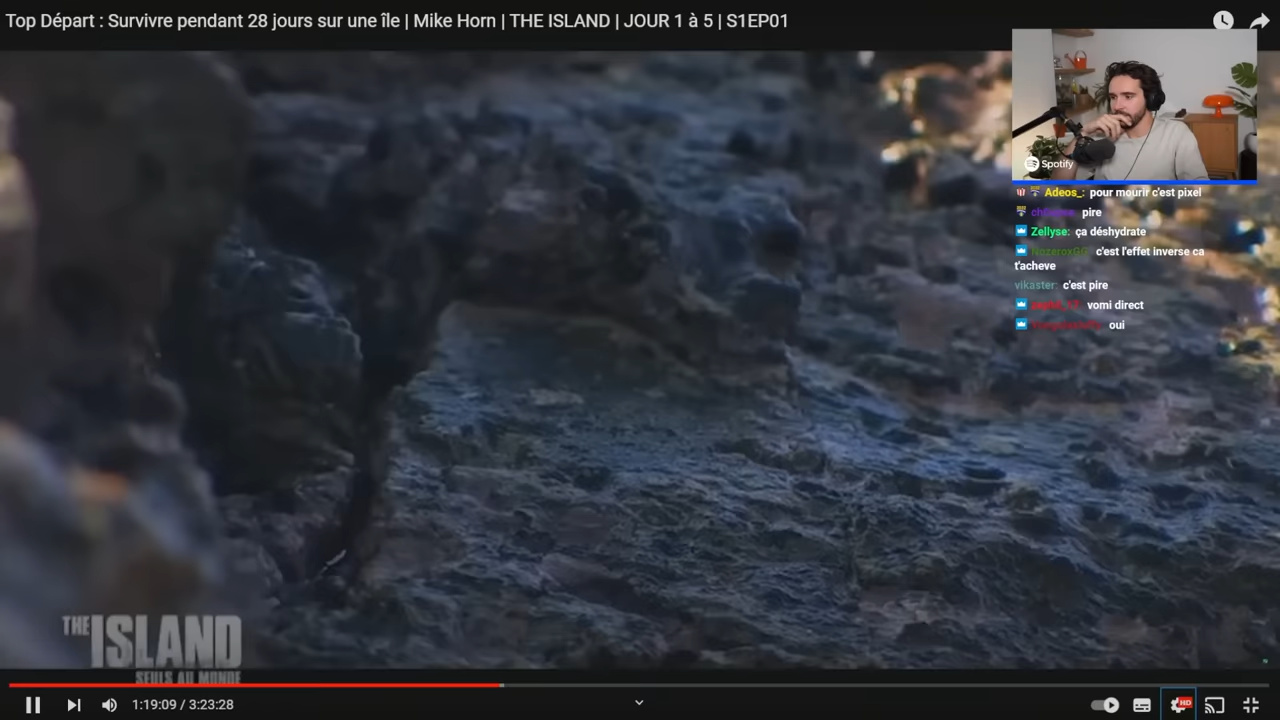 Top Départ : Survivre pendant 28 jours sur une île | Mike Horn | THE ISLAND | JOUR 1 à 5 | S1EP01
Spotify
Adeos_: pour mourir c'est pixel
pire
Zellyse: ça déshydrate
c'est l'effet inverse ca
t'acheve
vikaster: c'est pire
vomi direct
oui
THE ISLAND
SEULS AU MONDE
1:19:09 / 3:23:28
HD